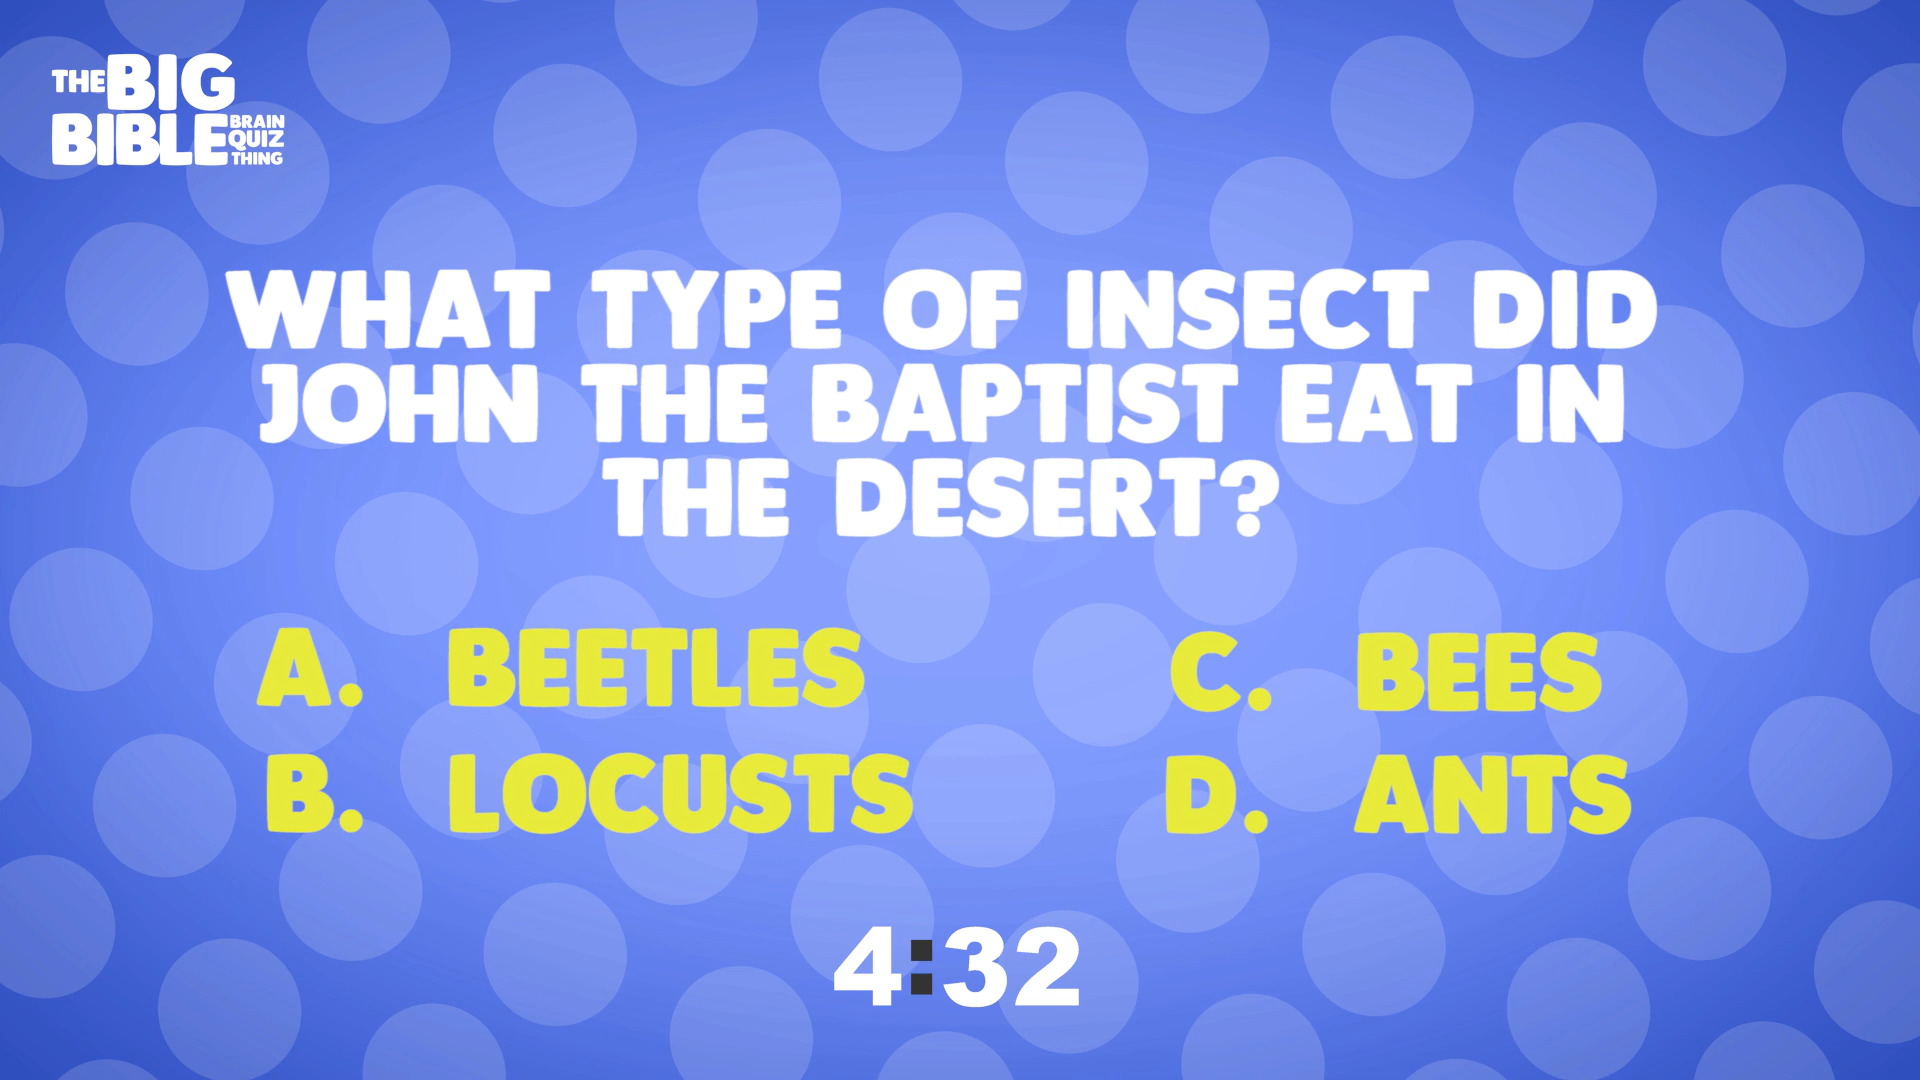 THE BIG
BIBLE BRAIN QUIZ THING
WHAT TYPE OF INSECT DID
JOHN THE BAPTIST EAT IN
THE DESERT?
A. BEETLES
B. LOCUSTS
C. BEES
D. ANTS
4:32